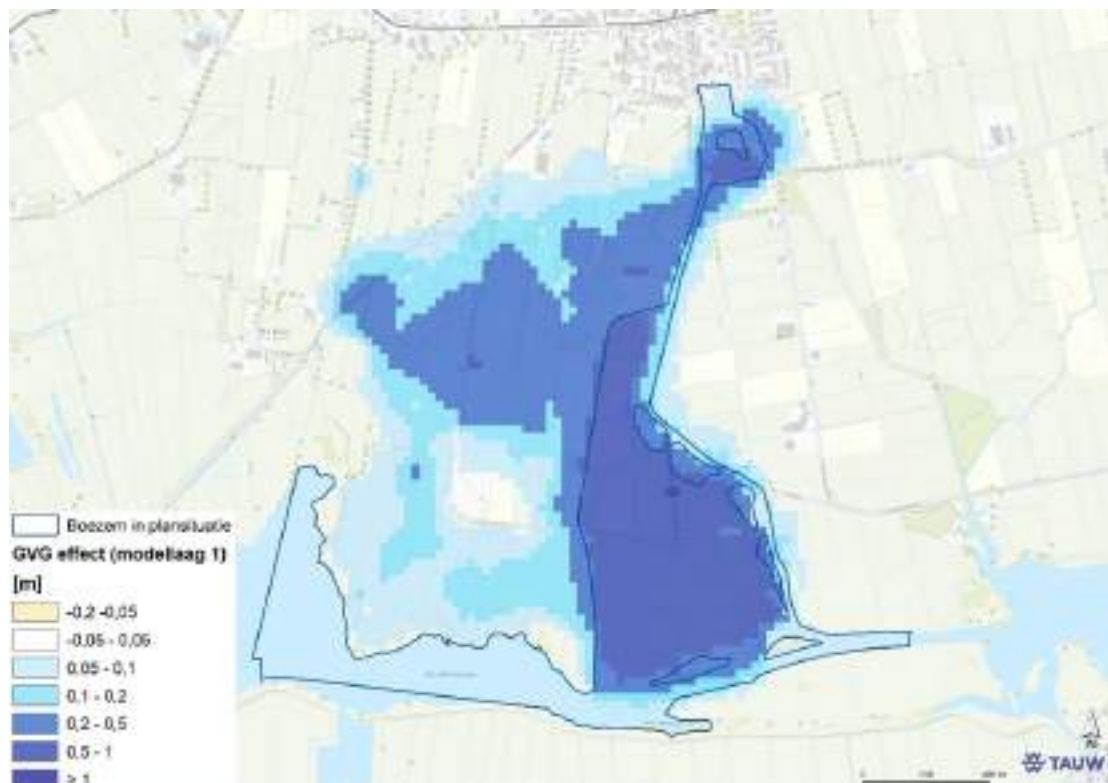 Boezem in plansituatie
GVG effect (modellaag 1)
[m]
-0,2 -0,05
-0,05 - 0,05
0,05 - 0,1
0,1 - 0,2
0,2 - 0,5
0,5 - 1
> 1
TAUW